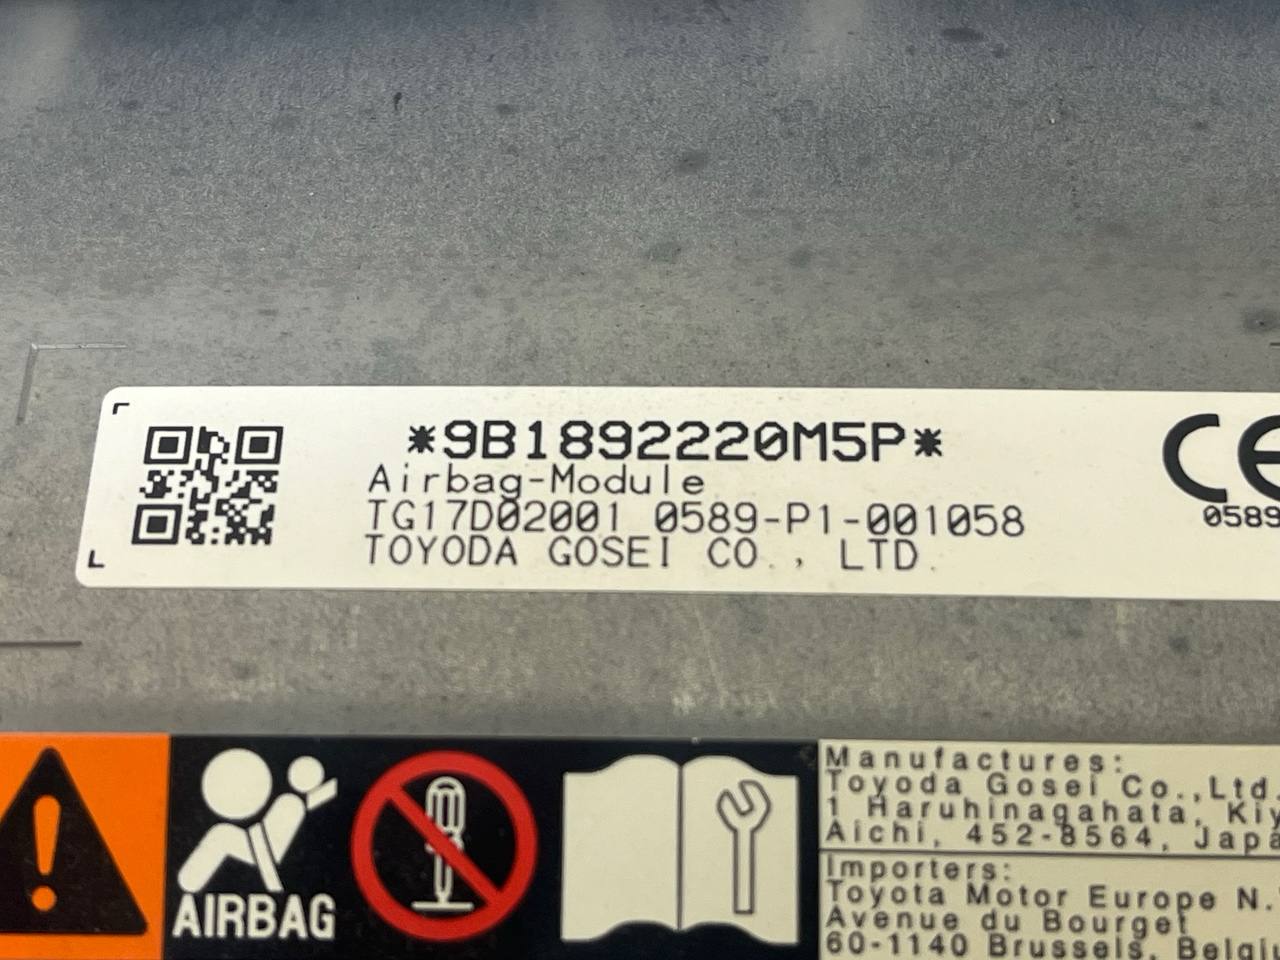 *9B1892220M5P*
Airbag-Module
TG17D02001 0589-P1-001058
TOYODA GOSEI CO., LTD.
CE
0589
AIRBAG
Manufactures:
Toyoda Gosei Co.,Ltd.
1 Haruhinagahata,
Aichi, 452-8564,
Importers:
Toyota Motor Europe N.
Avenue du Bourget
60-1140 Brussels,